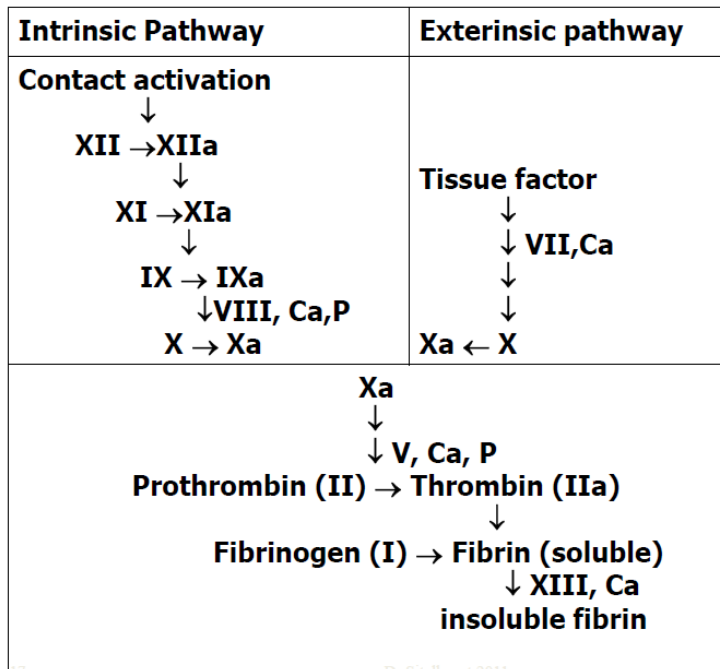 Intrinsic Pathway
Exterinsic pathway
Contact activation
↓
XII →XIIa
↓
XI →XIa
↓
IX → IXa
↓VIII, Ca,P
X → Xa
Tissue factor
↓
↓ VII,Ca
↓
↓
Xa ← X
Xa
↓
↓ V, Ca, P
Prothrombin (II) → Thrombin (IIa)
↓
Fibrinogen (I) → Fibrin (soluble)
↓ XIII, Ca
insoluble fibrin